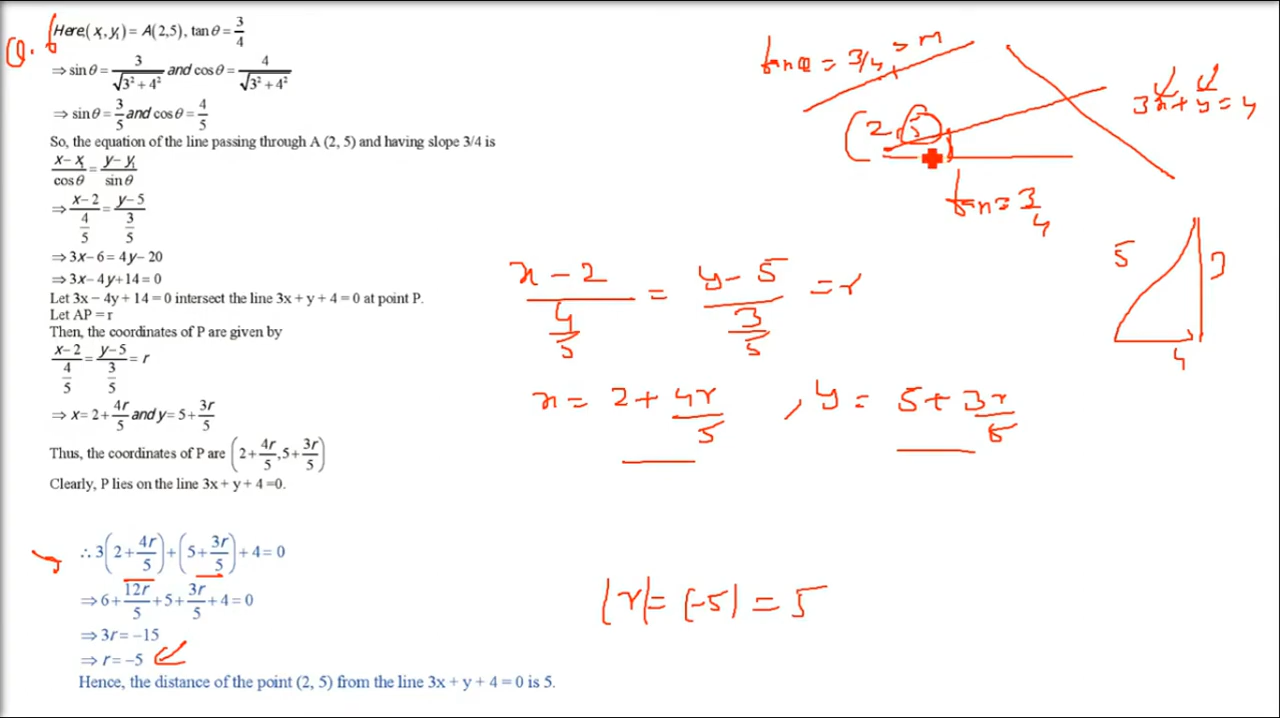 Q. 6
Here, (x₁, y₁) = A(2,5), tan θ = 3/4
⇒ sin θ = 3/√(3² + 4²) and cos θ = 4/√(3² + 4²)
⇒ sin θ = 3/5 and cos θ = 4/5
So, the equation of the line passing through A (2, 5) and having slope 3/4 is
(x − x₁)/cos θ = (y − y₁)/sin θ
⇒ (x − 2)/(4/5) = (y − 5)/(3/5)
⇒ 3x − 6 = 4y − 20
⇒ 3x − 4y + 14 = 0
Let 3x − 4y + 14 = 0 intersect the line 3x + y + 4 = 0 at point P.
Let AP = r
Then, the coordinates of P are given by
(x − 2)/(4/5) = (y − 5)/(3/5) = r
⇒ x = 2 + 4r/5 and y = 5 + 3r/5
Thus, the coordinates of P are (2 + 4r/5, 5 + 3r/5)
Clearly, P lies on the line 3x + y + 4 =0.
∴ 3(2 + 4r/5) + (5 + 3r/5) + 4 = 0
⇒ 6 + 12r/5 + 5 + 3r/5 + 4 = 0
⇒ 3r = −15
⇒ r = −5
Hence, the distance of the point (2, 5) from the line 3x + y + 4 = 0 is 5.
tan θ = 3/4 = m
3x + y = 4
(2, 5)
tan = 3/4
5
3
4
(x − 2)/(4/5) = (y − 5)/(3/5) = r
x = 2 + 4r/5 , y = 5 + 3r/5
|r| = |-5| = 5